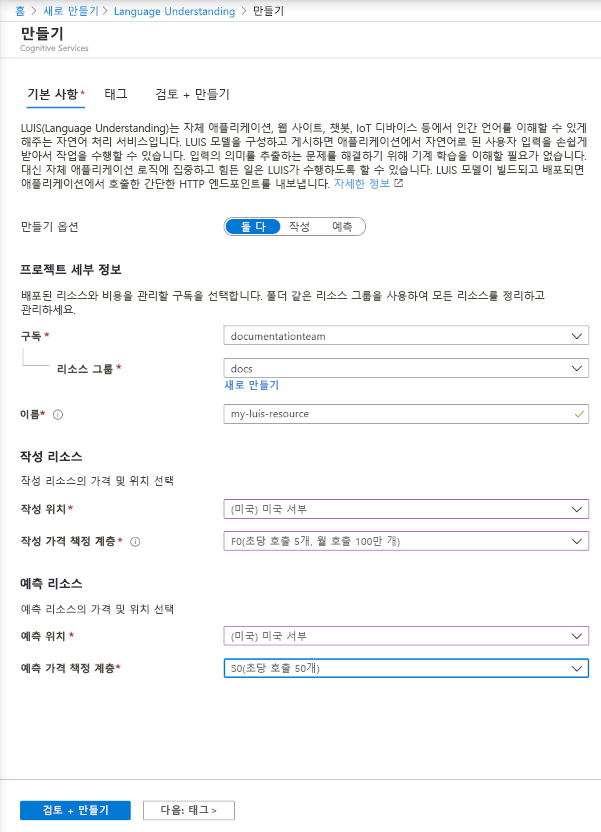 홈 > 새로 만들기 > Language Understanding > 만들기
만들기
Cognitive Services
기본 사항* 태그 검토 + 만들기
LUIS(Language Understanding)는 자체 애플리케이션, 웹 사이트, 챗봇, IoT 디바이스 등에서 인간 언어를 이해할 수 있게
해주는 자연어 처리 서비스입니다. LUIS 모델을 구성하고 게시하면 애플리케이션에서 자연어로 된 사용자 입력을 손쉽게
받아서 작업을 수행할 수 있습니다. 입력의 의미를 추출하는 문제를 해결하기 위해 기계 학습을 이해할 필요가 없습니다.
대신 자체 애플리케이션 로직에 집중하고 힘든 일은 LUIS가 수행하도록 할 수 있습니다. LUIS 모델이 빌드되고 배포되면
애플리케이션에서 호출한 간단한 HTTP 엔드포인트를 내보냅니다. 자세한 정보
만들기 옵션 둘 다 작성 예측
프로젝트 세부 정보
배포된 리소스와 비용을 관리할 구독을 선택합니다. 폴더 같은 리소스 그룹을 사용하여 모든 리소스를 정리하고
관리하세요.
구독 * documentationteam
리소스 그룹 * docs
새로 만들기
이름* my-luis-resource
작성 리소스
작성 리소스의 가격 및 위치 선택
작성 위치* (미국) 미국 서부
작성 가격 책정 계층* F0(초당 호출 5개, 월 호출 100만 개)
예측 리소스
예측 리소스의 가격 및 위치 선택
예측 위치 * (미국) 미국 서부
예측 가격 책정 계층* S0(초당 호출 50개)
검토 + 만들기 다음: 태그 >